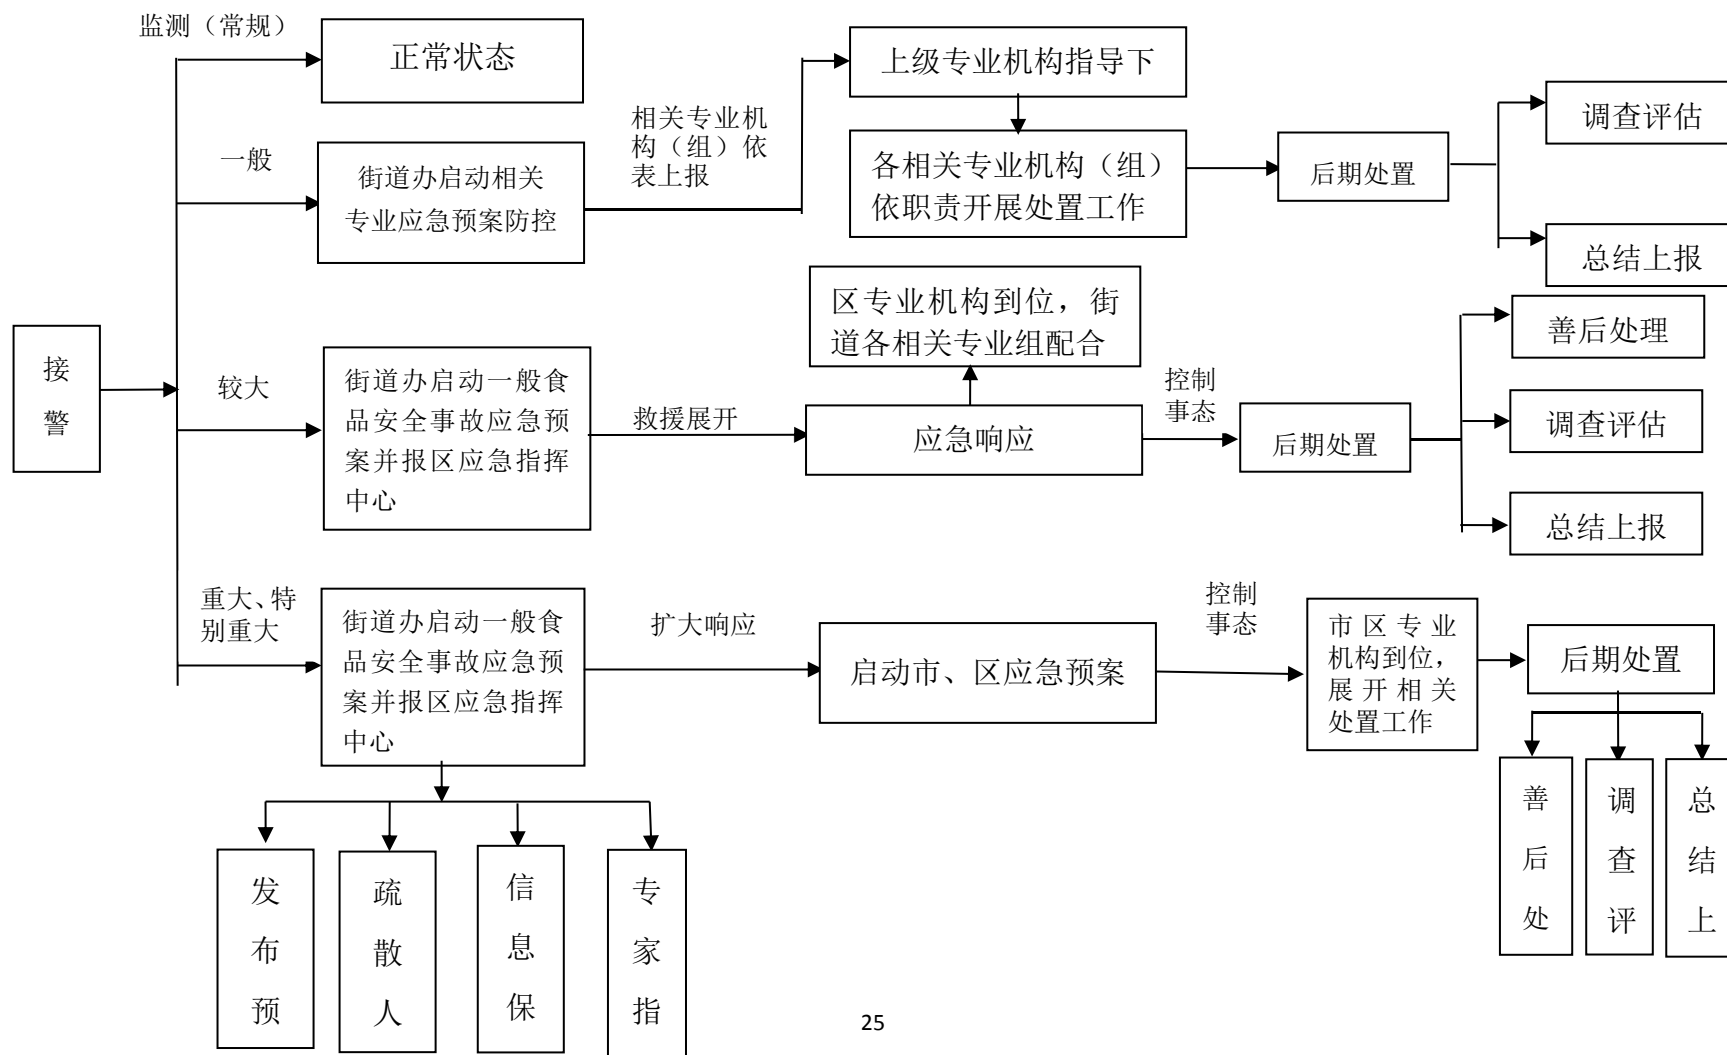 监测（常规）
正常状态
一般
街道办启动相关
专业应急预案防控
相关专业机
构（组）依
表上报
上级专业机构指导下
各相关专业机构（组）
依职责开展处置工作
后期处置
调查评估
总结上报
接
警
较大
街道办启动一般食
品安全事故应急预
案并报区应急指挥
中心
救援展开
区专业机构到位，街
道各相关专业组配合
应急响应
控制
事态
后期处置
善后处理
调查评估
总结上报
重大、特
别重大
街道办启动一般食
品安全事故应急预
案并报区应急指挥
中心
扩大响应
启动市、区应急预案
控制
事态
市区专业
机构到位，
展开相关
处置工作
后期处置
善
后
处
调
查
评
总
结
上
发
布
预
疏
散
人
信
息
保
专
家
指
25